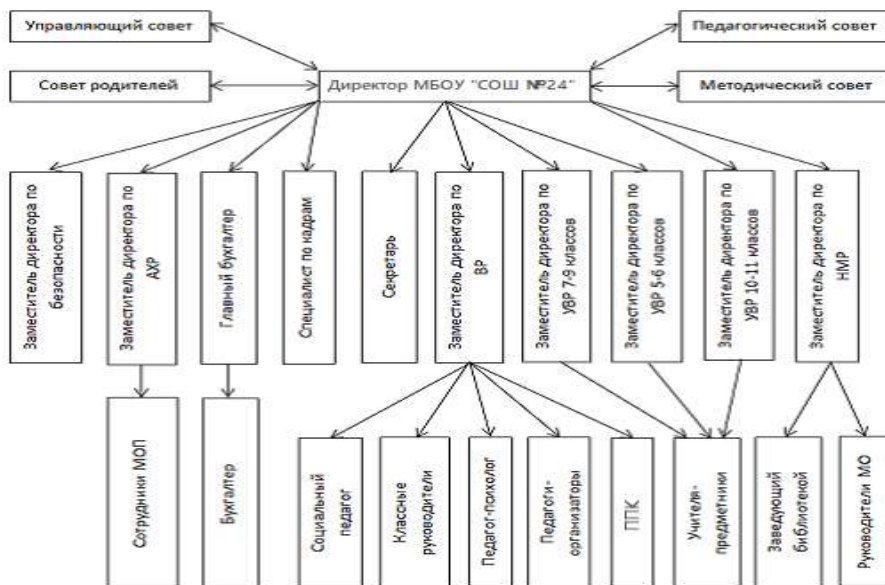 Управляющий совет
Педагогический совет
Совет родителей
Директор МБОУ "СОШ №24"
Методический совет
Заместитель директора по
безопасности
Заместитель директора по
АХР
Главный бухгалтер
Специалист по кадрам
Секретарь
Заместитель директора по
ВР
Заместитель директора по
УВР 7-9 классов
Заместитель директора по
УВР 5-6 классов
Заместитель директора по
УВР 10-11 классов
Заместитель директора по
НМР
Сотрудники МОП
Бухгалтер
Социальный
педагог
Классные
руководители
Педагог-психолог
Педагоги-
организаторы
ППК
Учителя-
предметники
Заведующий
библиотекой
Руководители МО